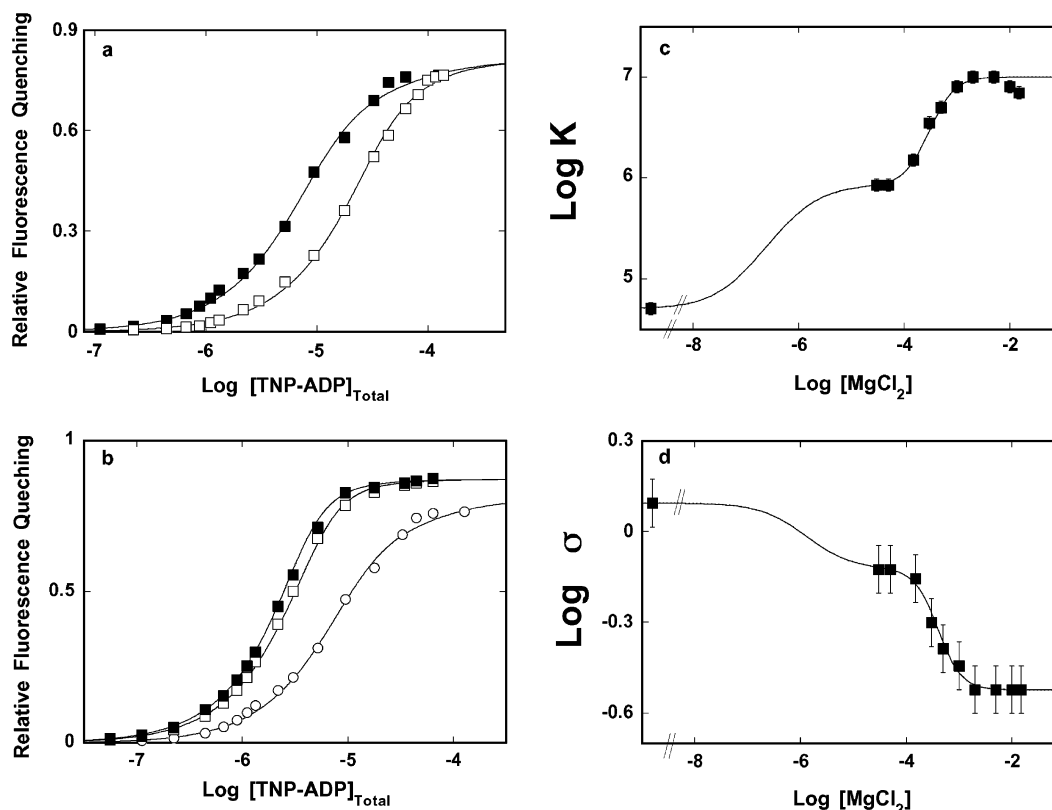 a
Relative Fluorescence Quenching
0.9
0.6
0.3
0
-7 -6 -5 -4
Log [TNP-ADP]Total
c
Log K
7
6
5
-8 -6 -4 -2
Log [MgCl2]
b
Relative Fluorescence Queching
1
0.5
0
-7 -6 -5 -4
Log [TNP-ADP]Total
d
Log σ
0.3
0
-0.3
-0.6
-8 -6 -4 -2
Log [MgCl2]